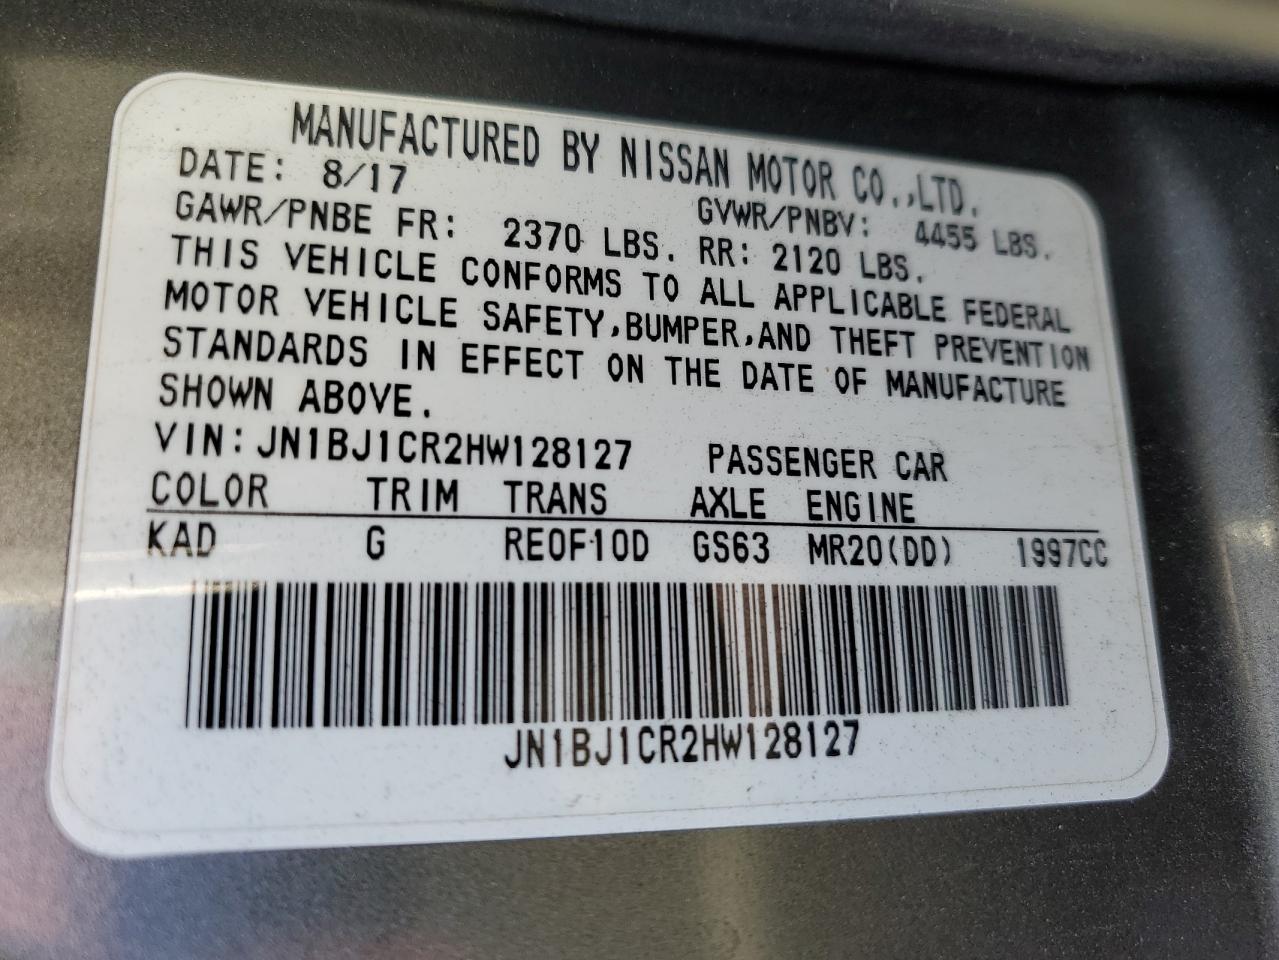 MANUFACTURED BY NISSAN MOTOR CO.,LTD.
DATE: 8/17 GVWR/PNBV: 4455 LBS.
GAWR/PNBE FR: 2370 LBS. RR: 2120 LBS.
THIS VEHICLE CONFORMS TO ALL APPLICABLE FEDERAL
MOTOR VEHICLE SAFETY,BUMPER,AND THEFT PREVENTION
STANDARDS IN EFFECT ON THE DATE OF MANUFACTURE
SHOWN ABOVE.
VIN:JN1BJ1CR2HW128127 PASSENGER CAR
COLOR TRIM TRANS AXLE ENGINE
KAD G RE0F10D GS63 MR20(DD) 1997CC
JN1BJ1CR2HW128127